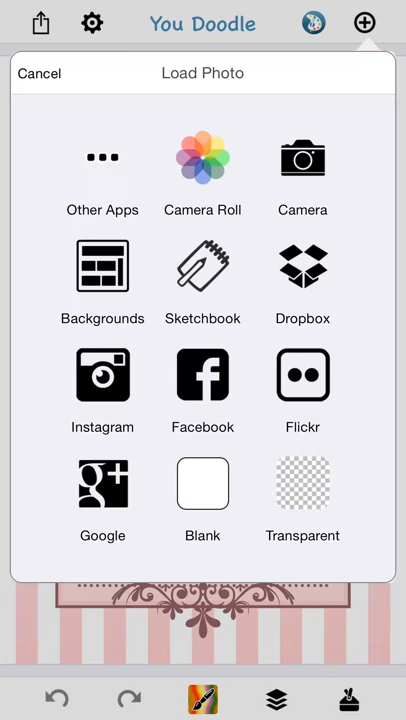 You Doodle
Cancel
Load Photo
Other Apps
Camera Roll
Camera
Backgrounds
Sketchbook
Dropbox
Instagram
Facebook
Flickr
Google
Blank
Transparent